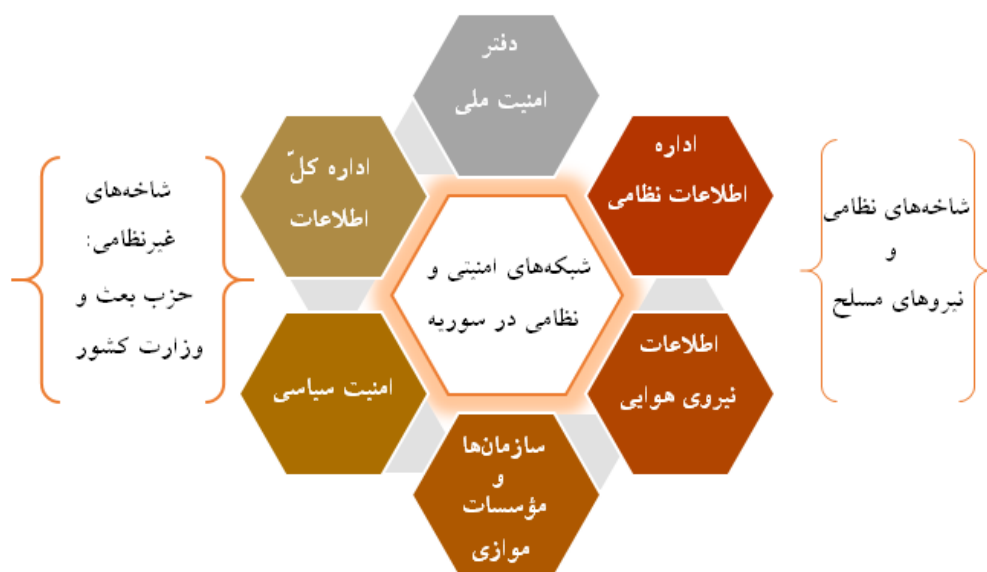 دفتر
امنیت ملی
اداره
اطلاعات نظامی
اطلاعات
نیروی هوایی
سازمان‌ها
و
مؤسسات
موازی
امنیت سیاسی
اداره کلّ
اطلاعات
شبکه‌های امنیتی و
نظامی در سوریه
شاخه‌های نظامی
و
نیروهای مسلح
شاخه‌های
غیرنظامی:
حزب بعث و
وزارت کشور